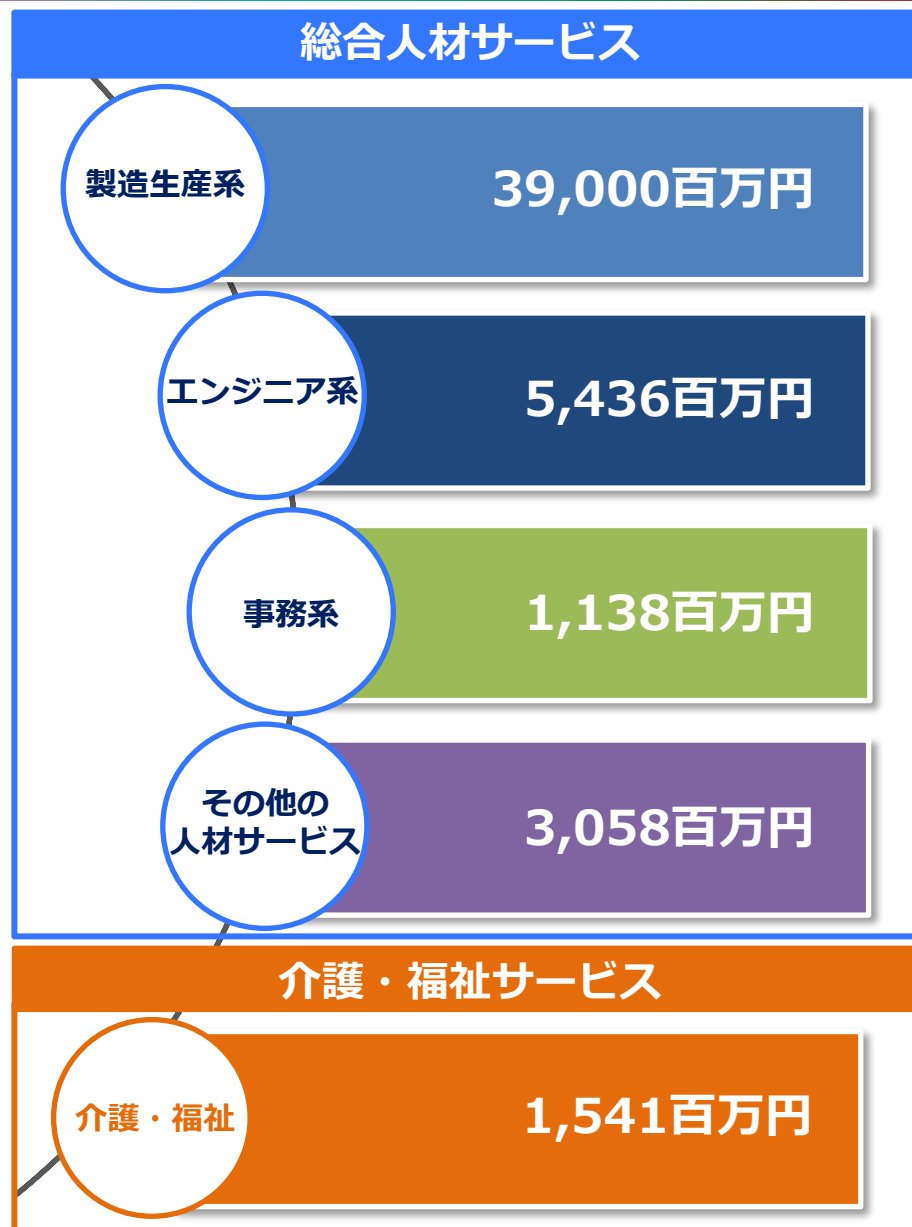 総合人材サービス
製造生産系
39,000百万円
エンジニア系
5,436百万円
事務系
1,138百万円
その他の
人材サービス
3,058百万円
介護・福祉サービス
介護・福祉
1,541百万円